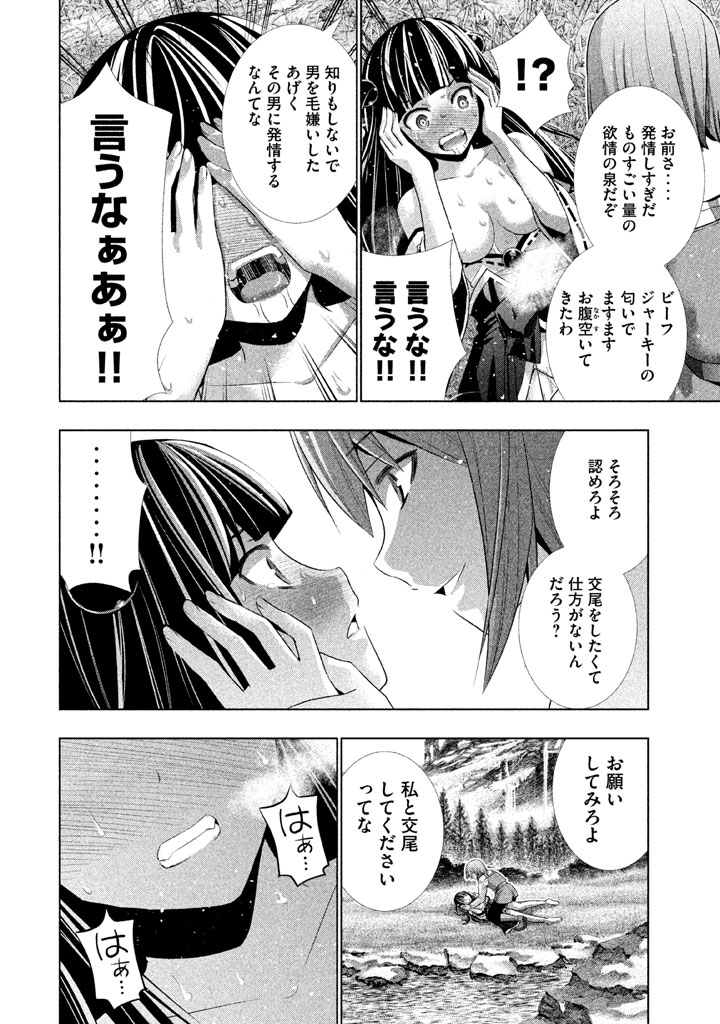 !?
お前さ‥‥
発情しすぎだ
ものすごい量の
欲情の泉だぞ
ビーフ
ジャーキーの
匂いで
ますます
お腹空いて
なかす
きたわ
言うな!!
言うな!!
知りもしないで
男を毛嫌いした
あげく
その男に発情する
なんてな
言うなぁあぁ!!
そろそろ
認めろよ
交尾をしたくて
仕方がないん
だろう?
‥‥‥‥!!
お願い
してみろよ
私と交尾
してください
ってな
はぁ…
はぁ…